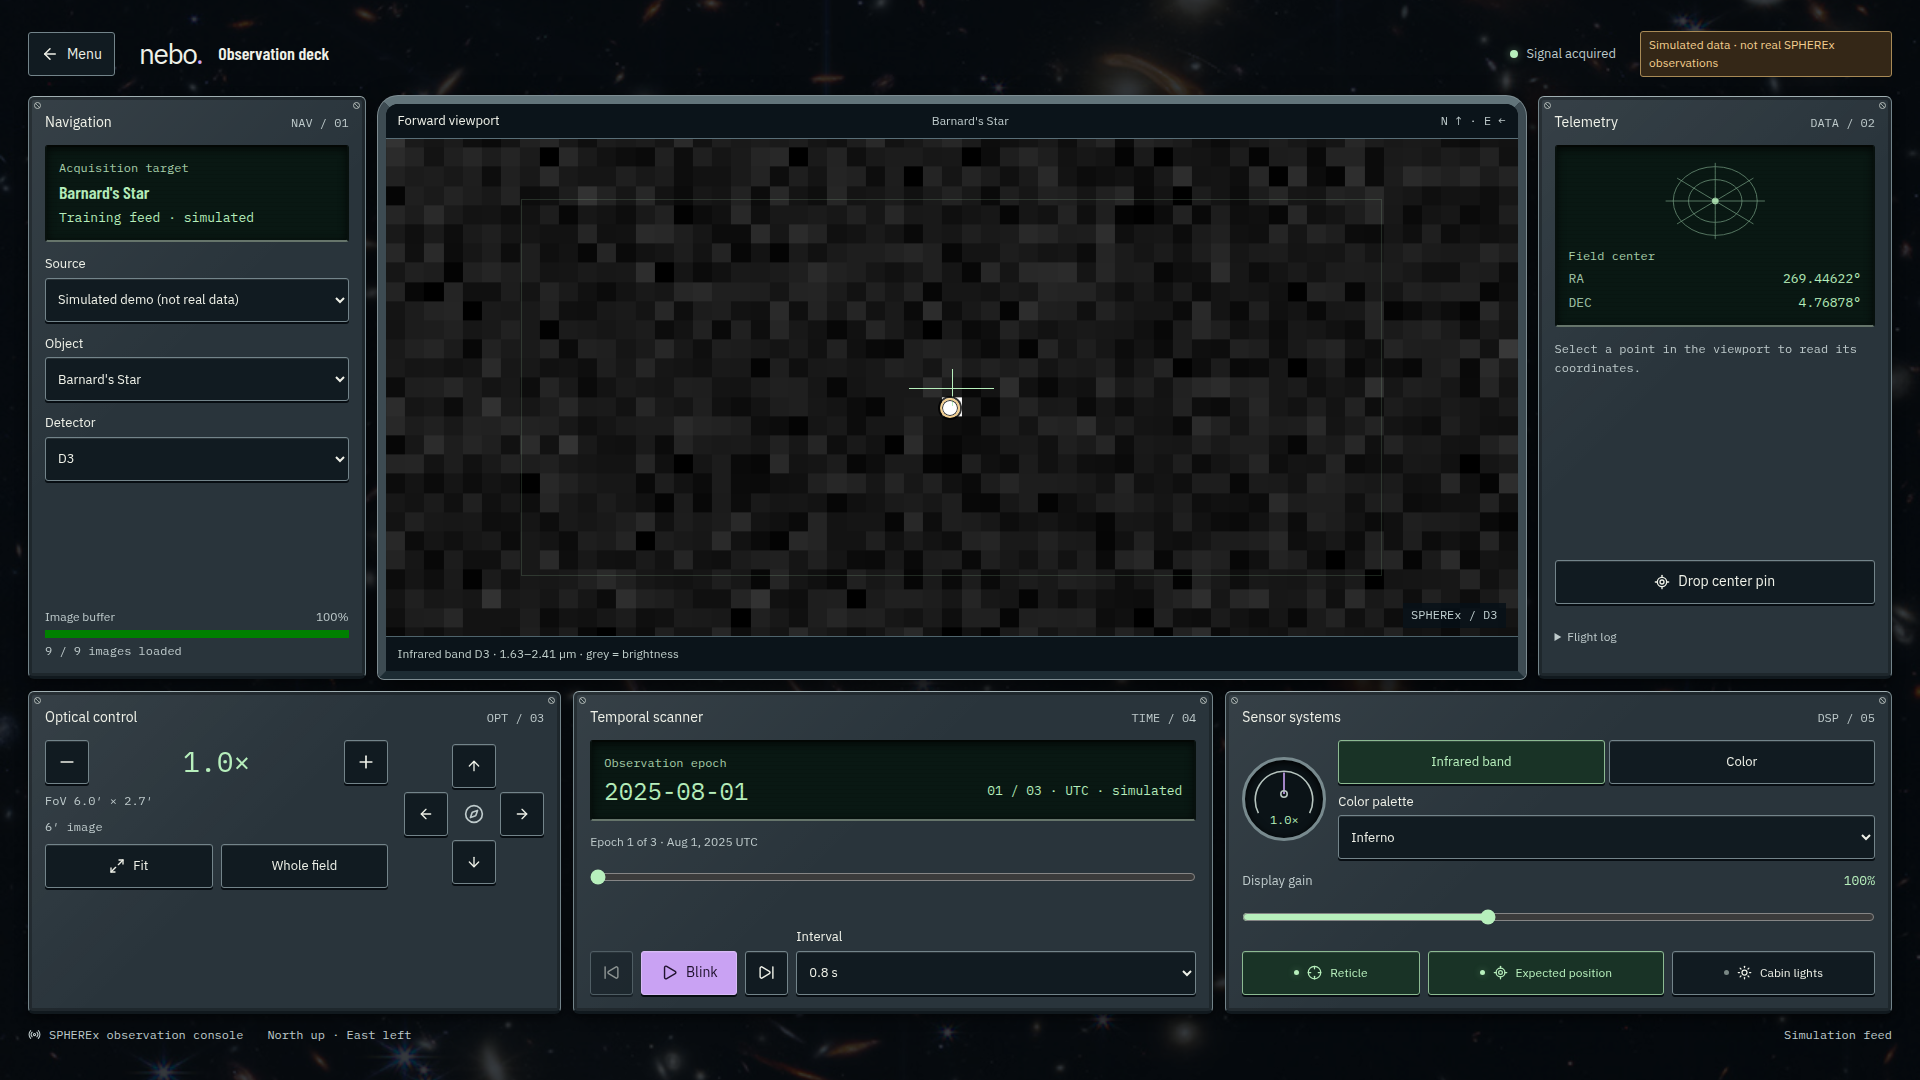 Menu
nebo.
Observation deck
Signal acquired
Simulated data · not real SPHEREx
observations
Navigation
NAV / 01
Acquisition target
Barnard's Star
Training feed · simulated
Source
Simulated demo (not real data)
Object
Barnard's Star
Detector
D3
Image buffer
100%
9 / 9 images loaded
Forward viewport
Barnard's Star
N ↑ · E ←
SPHEREx / D3
Infrared band D3 · 1.63–2.41 µm · grey = brightness
Telemetry
DATA / 02
Field center
RA
269.44622°
DEC
4.76878°
Select a point in the viewport to read its
coordinates.
Drop center pin
Flight log
Optical control
OPT / 03
1.0×
FoV 6.0′ × 2.7′
6′ image
Fit
Whole field
Temporal scanner
TIME / 04
Observation epoch
2025-08-01
01 / 03 · UTC · simulated
Epoch 1 of 3 · Aug 1, 2025 UTC
Blink
Interval
0.8 s
Sensor systems
DSP / 05
1.0×
Infrared band
Color
Color palette
Inferno
Display gain
100%
Reticle
Expected position
Cabin lights
SPHEREx observation console
North up · East left
Simulation feed